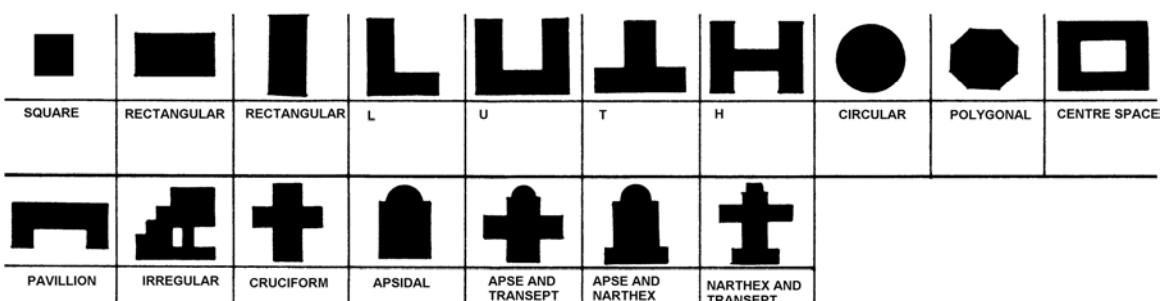 SQUARE RECTANGULAR RECTANGULAR L U T H CIRCULAR POLYGONAL CENTRE SPACE
PAVILLION IRREGULAR CRUCIFORM APSIDAL APSE AND APSE AND NARTHEX AND
TRANSEPT NARTHEX TRANSEPT